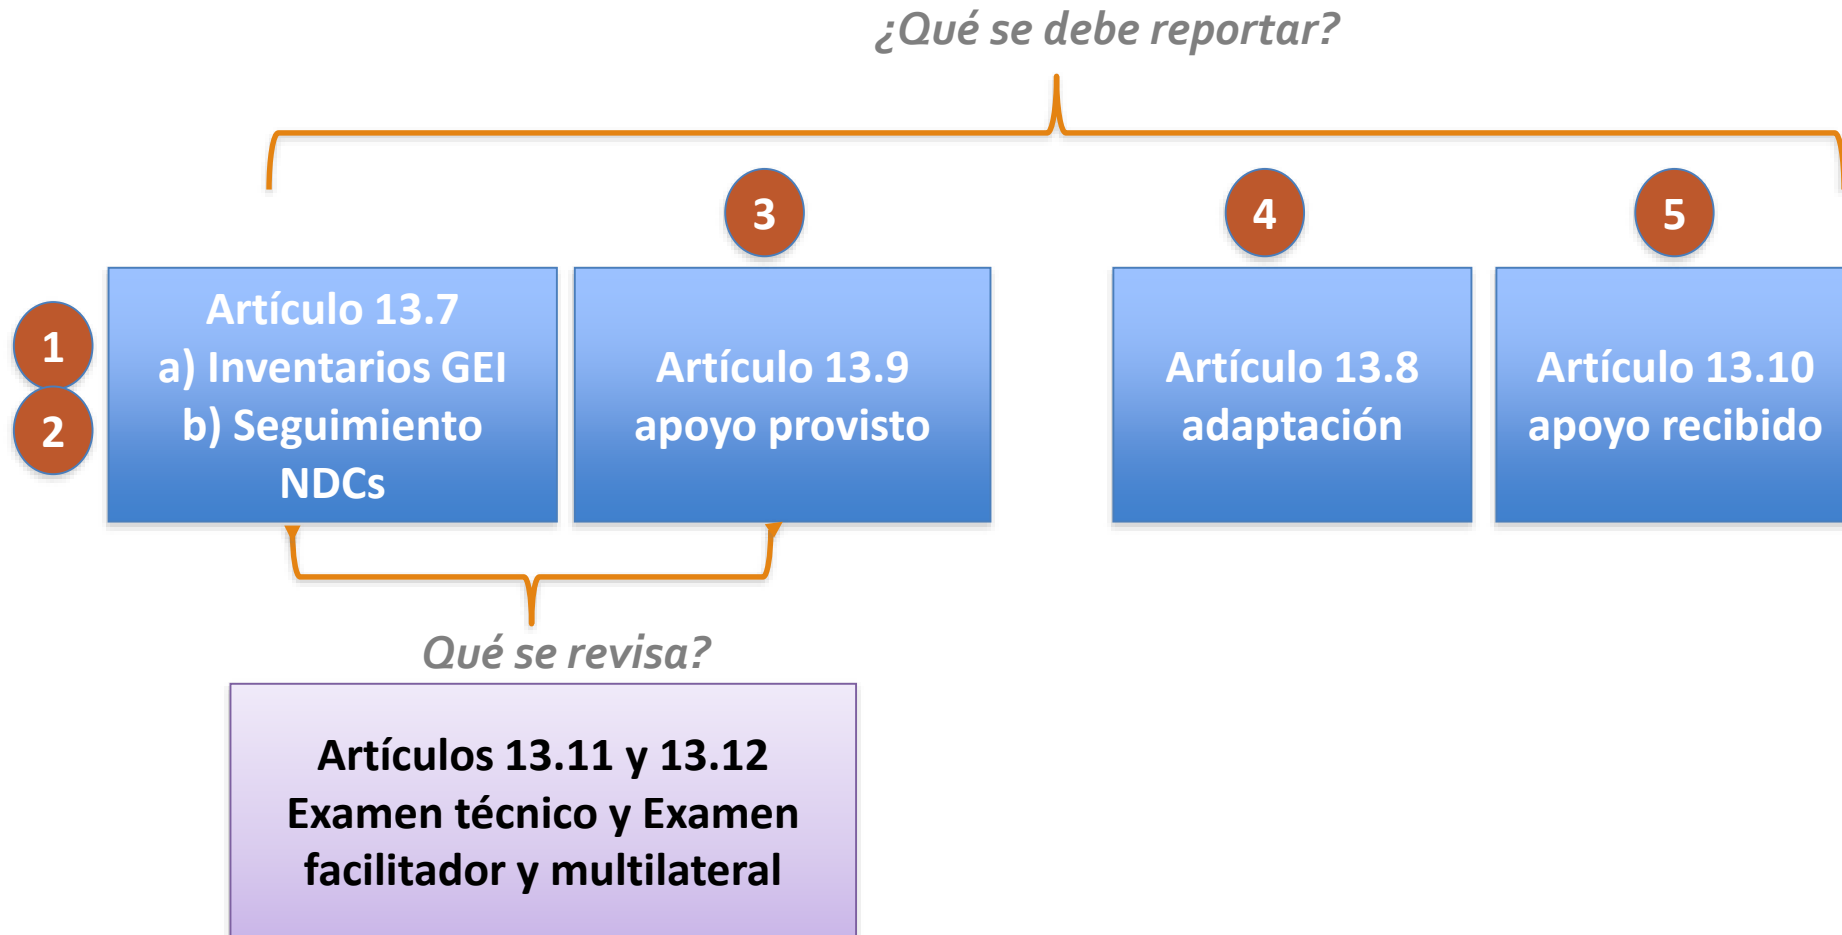 ¿Qué se debe reportar?
3
4
5
1
2
Artículo 13.7
a) Inventarios GEI
b) Seguimiento
NDCs
Artículo 13.9
apoyo provisto
Artículo 13.8
adaptación
Artículo 13.10
apoyo recibido
Qué se revisa?
Artículos 13.11 y 13.12
Examen técnico y Examen
facilitador y multilateral